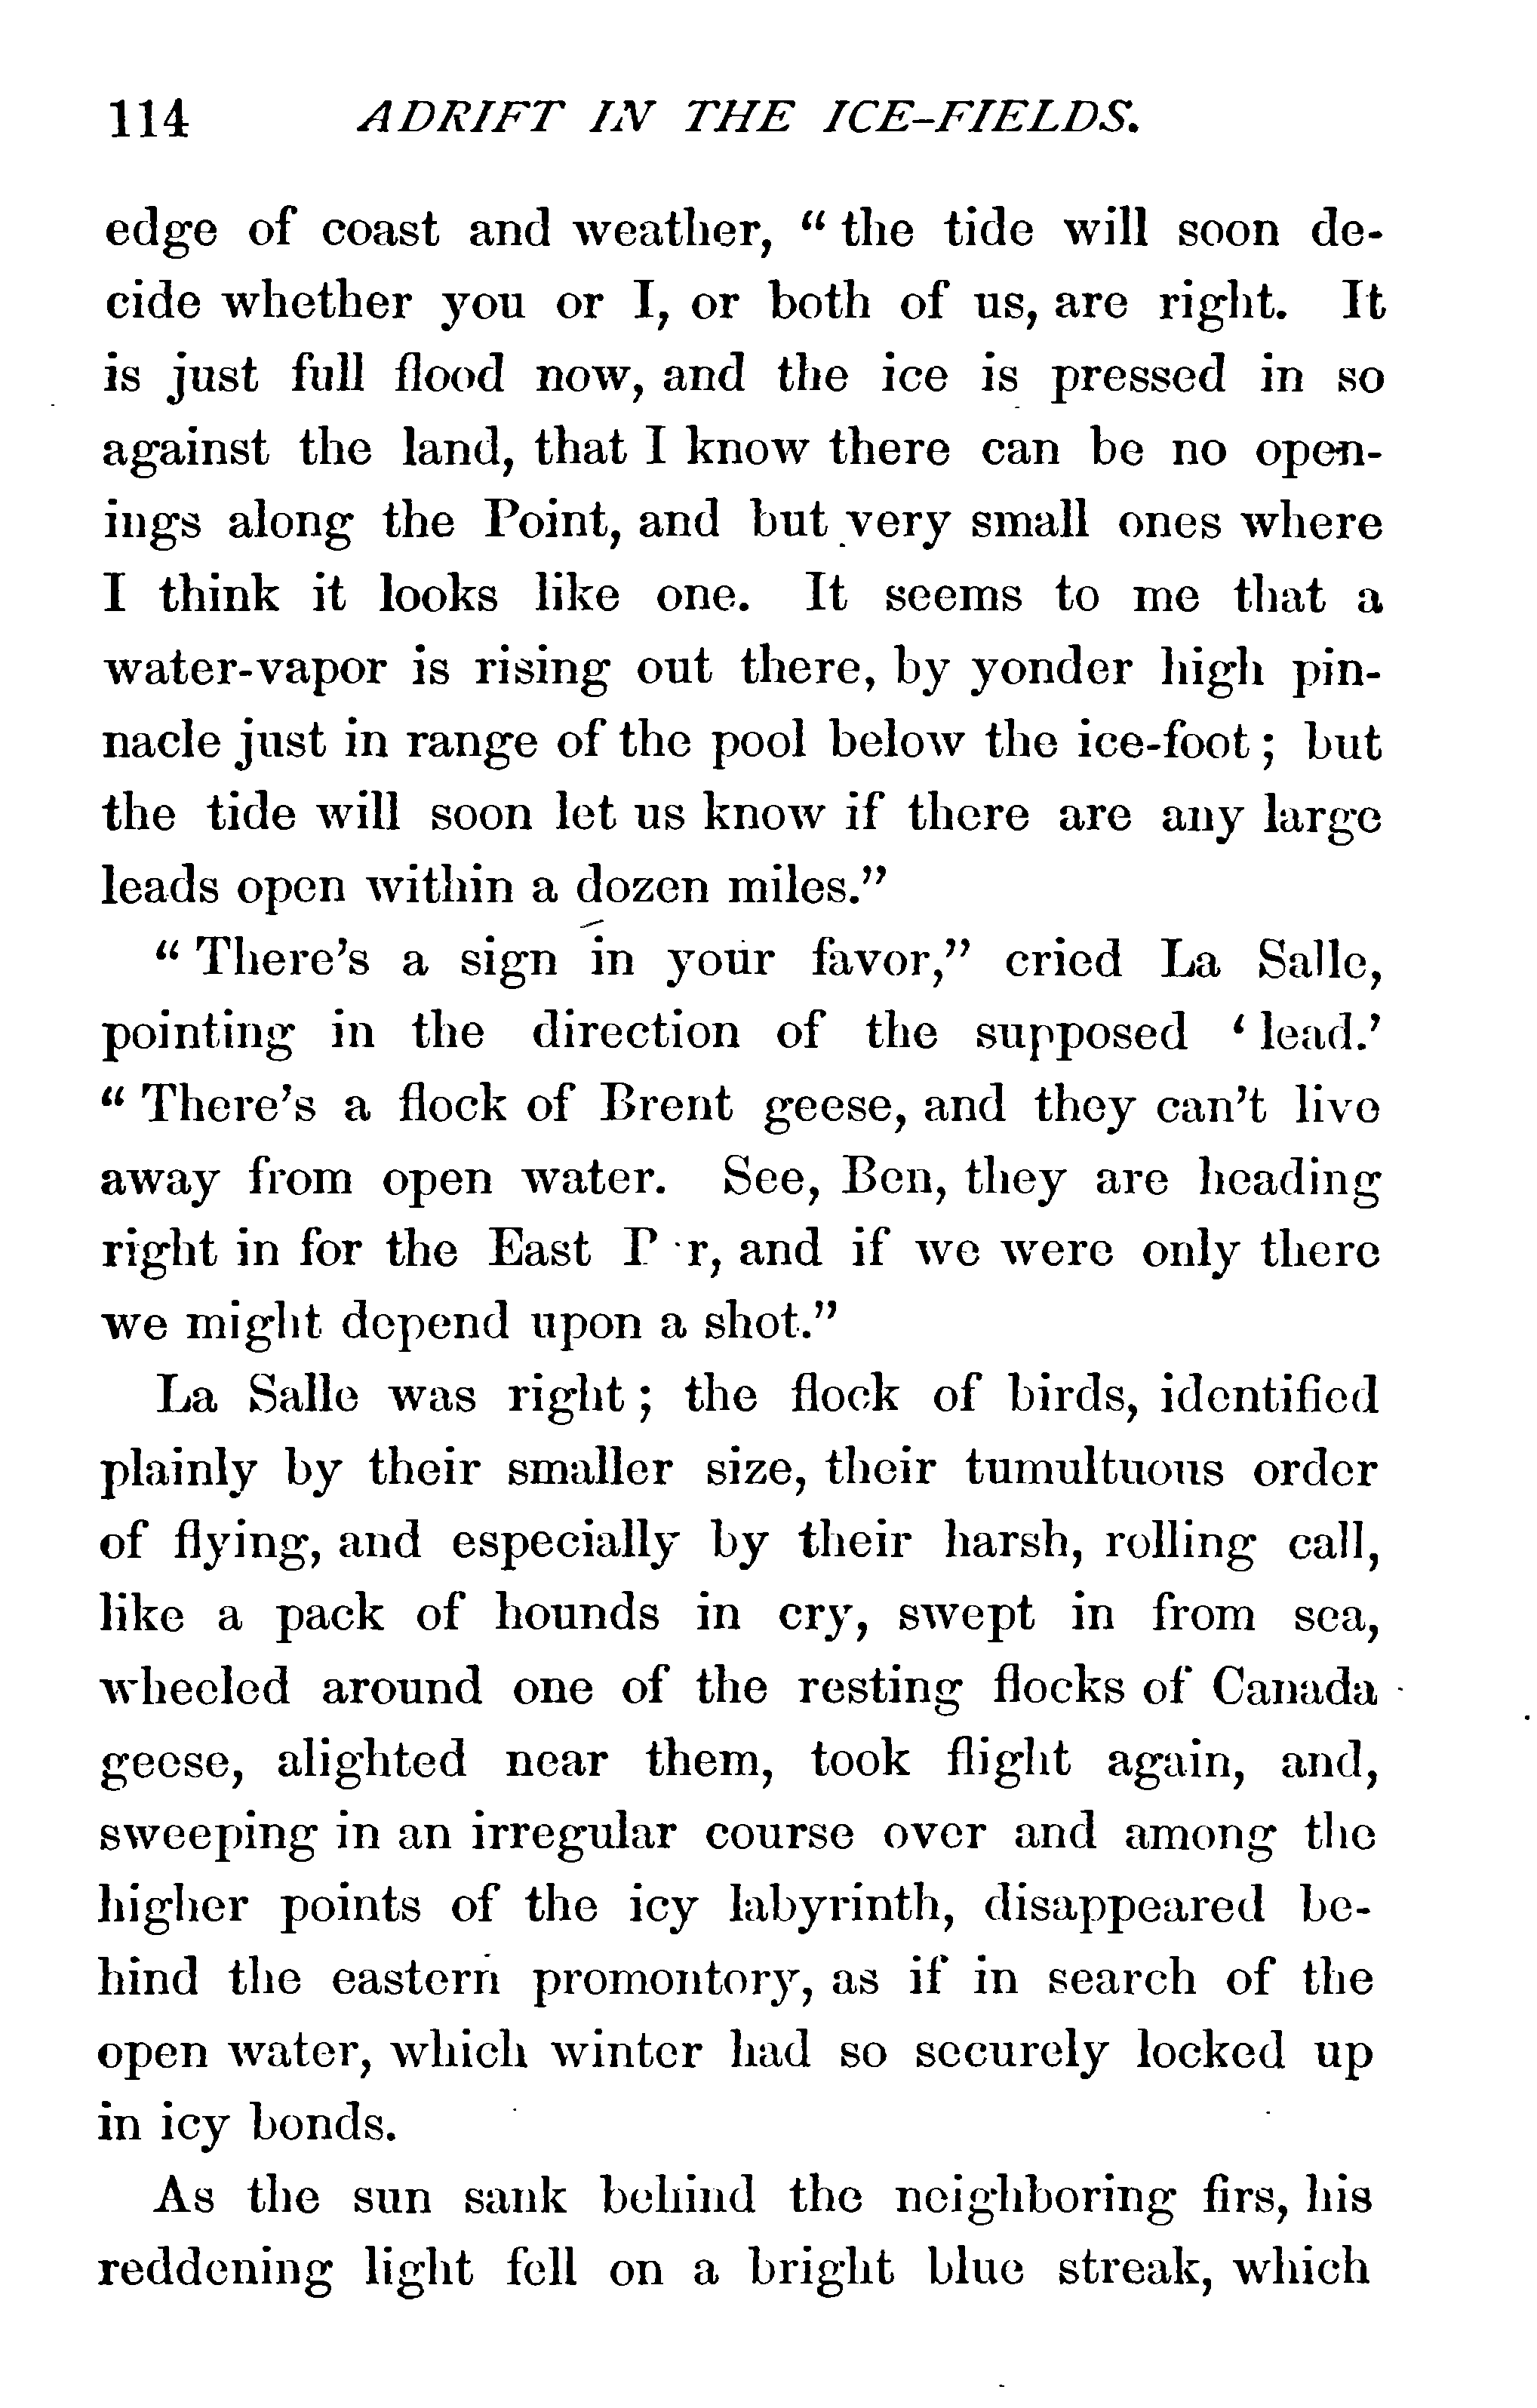 114 ADRIFT IN THE ICE-FIELDS.
edge of coast and weather, “ the tide will soon de-
cide whether you or I, or both of us, are right. It
is just full flood now, and the ice is pressed in so
against the land, that I know there can be no open-
ings along the Point, and but very small ones where
I think it looks like one. It seems to me that a
water-vapor is rising out there, by yonder high pin-
nacle just in range of the pool below the ice-foot ; but
the tide will soon let us know if there are any large
leads open within a dozen miles.”
“ There’s a sign in your favor,” cried La Salle,
pointing in the direction of the supposed ‘ lead.’
“ There’s a flock of Brent geese, and they can’t live
away from open water. See, Ben, they are heading
right in for the East and if we were only there
we might depend upon a shot.”
La Salle was right ; the flock of birds, identified
plainly by their smaller size, their tumultuous order
of flying, and especially by their harsh, rolling call,
like a pack of hounds in cry, swept in from sea,
wheeled around one of the resting flocks of Canada
geese, alighted near them, took flight again, and,
sweeping in an irregular course over and among the
higher points of the icy labyrinth, disappeared be-
hind the eastern promontory, as if in search of the
open water, which winter had so securely locked up
in icy bonds.
As the sun sank behind the neighboring firs, his
reddening light fell on a bright blue streak, which